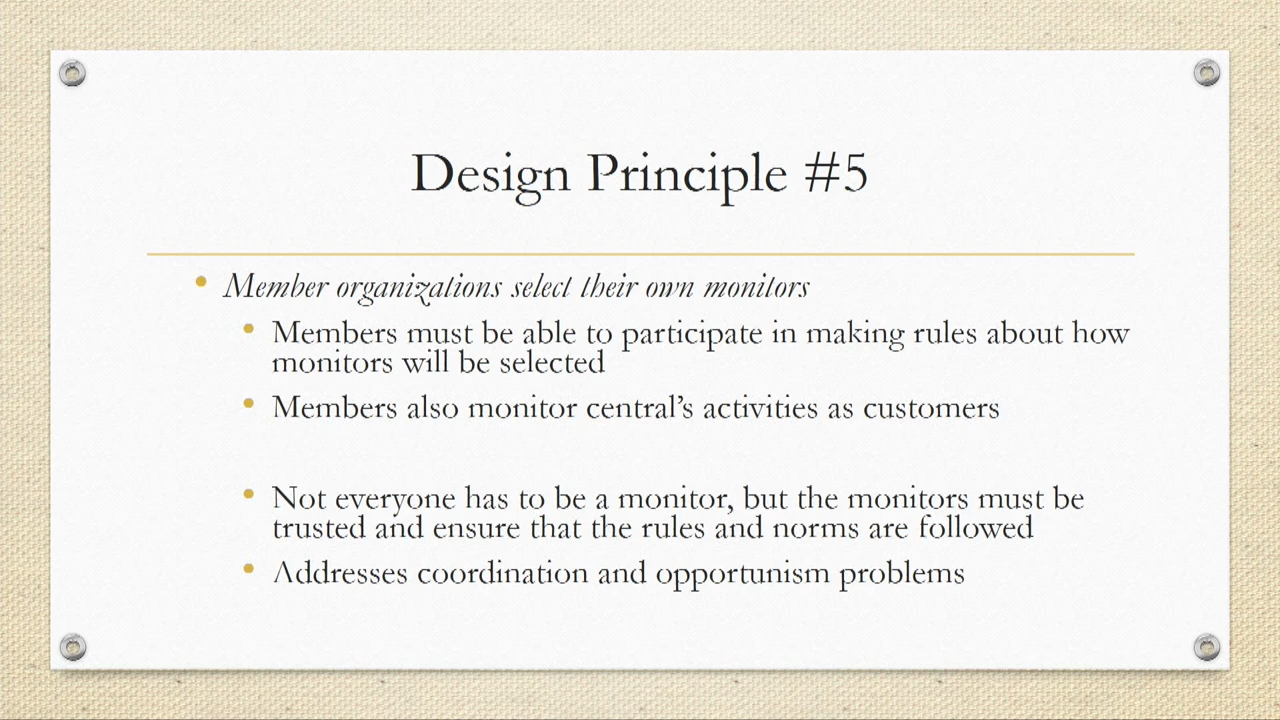 Design Principle #5
Member organizations select their own monitors
Members must be able to participate in making rules about how
monitors will be selected
Members also monitor central's activities as customers
Not everyone has to be a monitor, but the monitors must be
trusted and ensure that the rules and norms are followed
Addresses coordination and opportunism problems